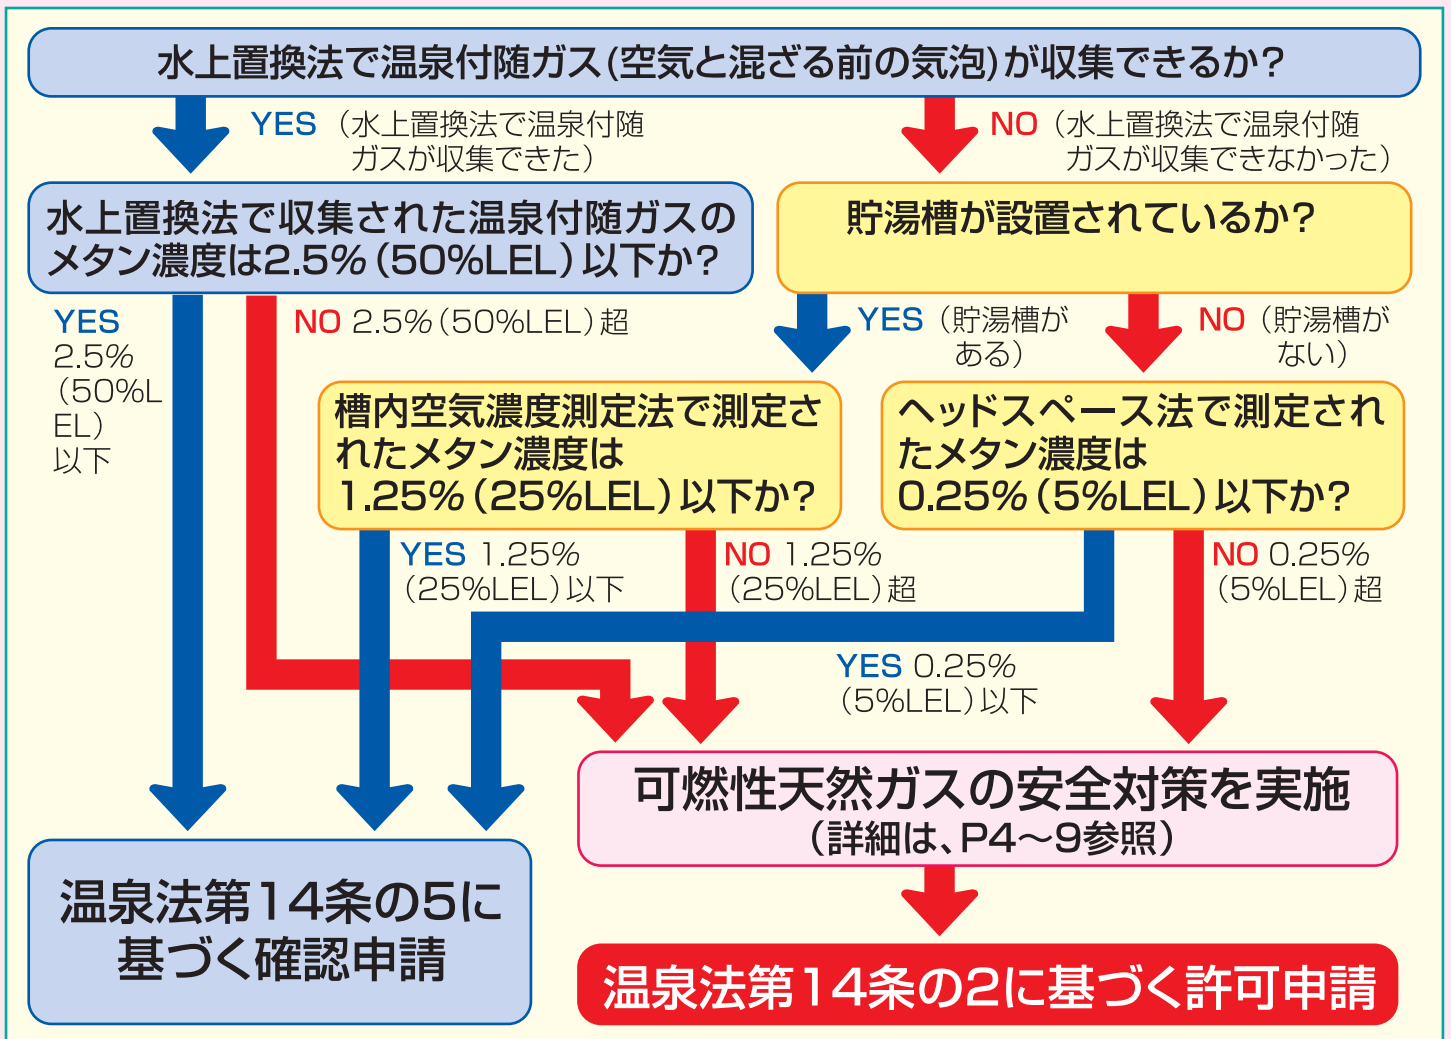 水上置換法で温泉付随ガス(空気と混ざる前の気泡)が収集できるか?
YES(水上置換法で温泉付随
ガスが収集できた)
NO(水上置換法で温泉付随
ガスが収集できなかった)
水上置換法で収集された温泉付随ガスの
メタン濃度は2.5%(50%LEL)以下か?
貯湯槽が設置されているか?
YES
2.5%
(50%L
EL)
以下
NO 2.5%(50%LEL)超
YES(貯湯槽が
ある)
NO(貯湯槽が
ない)
槽内空気濃度測定法で測定さ
れたメタン濃度は
1.25%(25%LEL)以下か?
ヘッドスペース法で測定され
たメタン濃度は
0.25%(5%LEL)以下か?
YES 1.25%
(25%LEL)以下
NO 1.25%
(25%LEL)超
NO 0.25%
(5%LEL)超
YES 0.25%
(5%LEL)以下
可燃性天然ガスの安全対策を実施
(詳細は、P4〜9参照)
温泉法第14条の5に
基づく確認申請
温泉法第14条の2に基づく許可申請